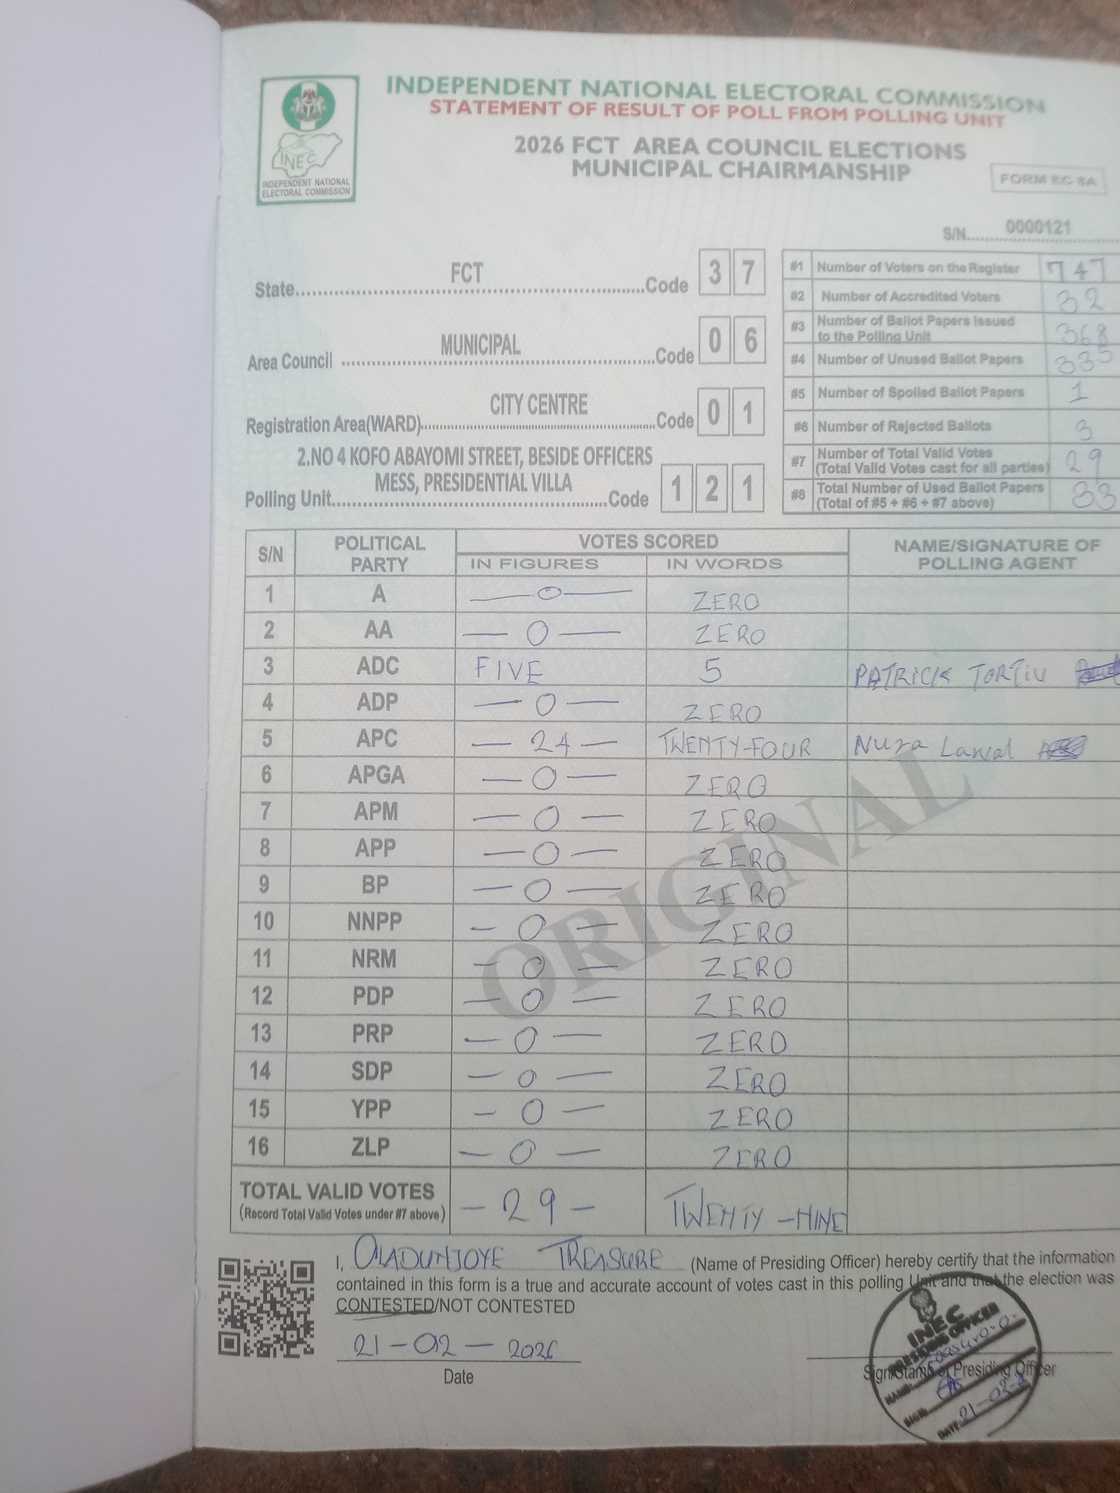 INDEPENDENT NATIONAL ELECTORAL COMMISSION
STATEMENT OF RESULT OF POLL FROM POLLING UNIT
2026 FCT AREA COUNCIL ELECTIONS
MUNICIPAL CHAIRMANSHIP
FORM EC 8A
INEC
INDEPENDENT NATIONAL
ELECTORAL COMMISSION
S/N 0000121
State FCT Code 3 7
Area Council MUNICIPAL Code 0 6
Registration Area(WARD) CITY CENTRE Code 0 1
2.NO 4 KOFO ABAYOMI STREET, BESIDE OFFICERS
MESS, PRESIDENTIAL VILLA
Polling Unit Code 1 2 1
#1 Number of Voters on the Register 747
#2 Number of Accredited Voters 32
#3 Number of Ballot Papers Issued
to the Polling Unit 368
#4 Number of Unused Ballot Papers 335
#5 Number of Spoiled Ballot Papers 1
#6 Number of Rejected Ballots 3
#7 Number of Total Valid Votes
(Total Valid Votes cast for all parties) 29
#8 Total Number of Used Ballot Papers
(Total of #5 + #6 + #7 above) 33
S/N POLITICAL PARTY VOTES SCORED NAME/SIGNATURE OF POLLING AGENT
IN FIGURES IN WORDS
1 A — 0 — ZERO
2 AA — 0 — ZERO
3 ADC FIVE 5 PATRICK TORTIV
4 ADP — 0 — ZERO
5 APC — 24 — TWENTY-FOUR Nura Lawal
6 APGA — 0 — ZERO
7 APM — 0 — ZERO
8 APP — 0 — ZERO
9 BP — 0 — ZERO
10 NNPP — 0 — ZERO
11 NRM — 0 — ZERO
12 PDP — 0 — ZERO
13 PRP — 0 — ZERO
14 SDP — 0 — ZERO
15 YPP — 0 — ZERO
16 ZLP — 0 — ZERO
ORIGINAL
TOTAL VALID VOTES
(Record Total Valid Votes under #7 above) — 29 — TWENTY-NINE
I, OLADUNJOYE TREASURE (Name of Presiding Officer) hereby certify that the information
contained in this form is a true and accurate account of votes cast in this polling Unit and that the election was
CONTESTED/NOT CONTESTED
21-02-2026
Date
Sign/Stamp of Presiding Officer
INEC
PRESIDING OFFICER
NAME:
SIGN:
DATE: 21-02-2